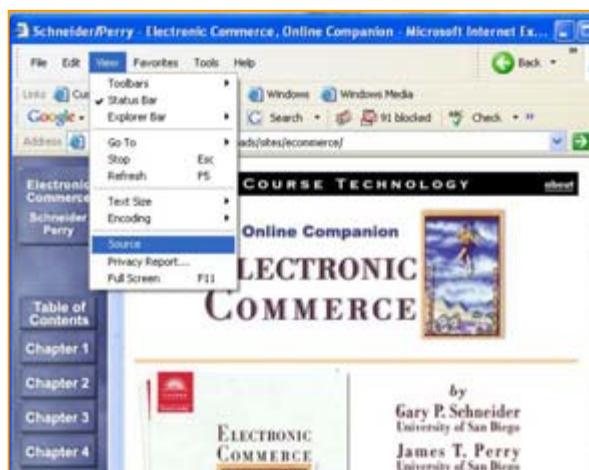 Schneider/Perry - Electronic Commerce, Online Companion - Microsoft Internet Ex...
File Edit View Favorites Tools Help
Back
Links Cus
Windows Windows Media
Google
Search 91 blocked Check
Address
ads/sites/ecommerce/
Toolbars
Status Bar
Explorer Bar
Go To
Stop Esc
Refresh F5
Text Size
Encoding
Source
Privacy Report...
Full Screen F11
Electronic
Commerce
Schneider
Perry
Table of
Contents
Chapter 1
Chapter 2
Chapter 3
Chapter 4
COURSE TECHNOLOGY
about
Online Companion
LECTRONIC
COMMERCE
ELECTRONIC
COMMERCE
by
Gary P. Schneider
University of San Diego
James T. Perry
University of San Diego